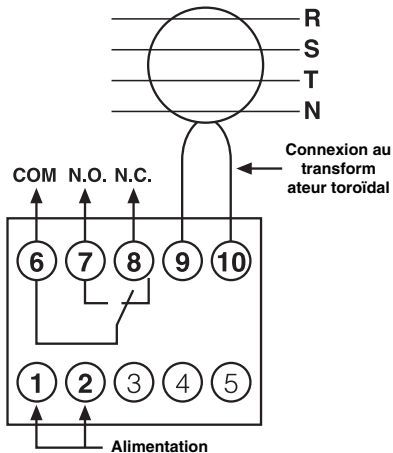 R
S
T
N
Connexion au
transform
ateur toroïdal
COM N.O. N.C.
6 7 8 9 10
1 2 3 4 5
Alimentation